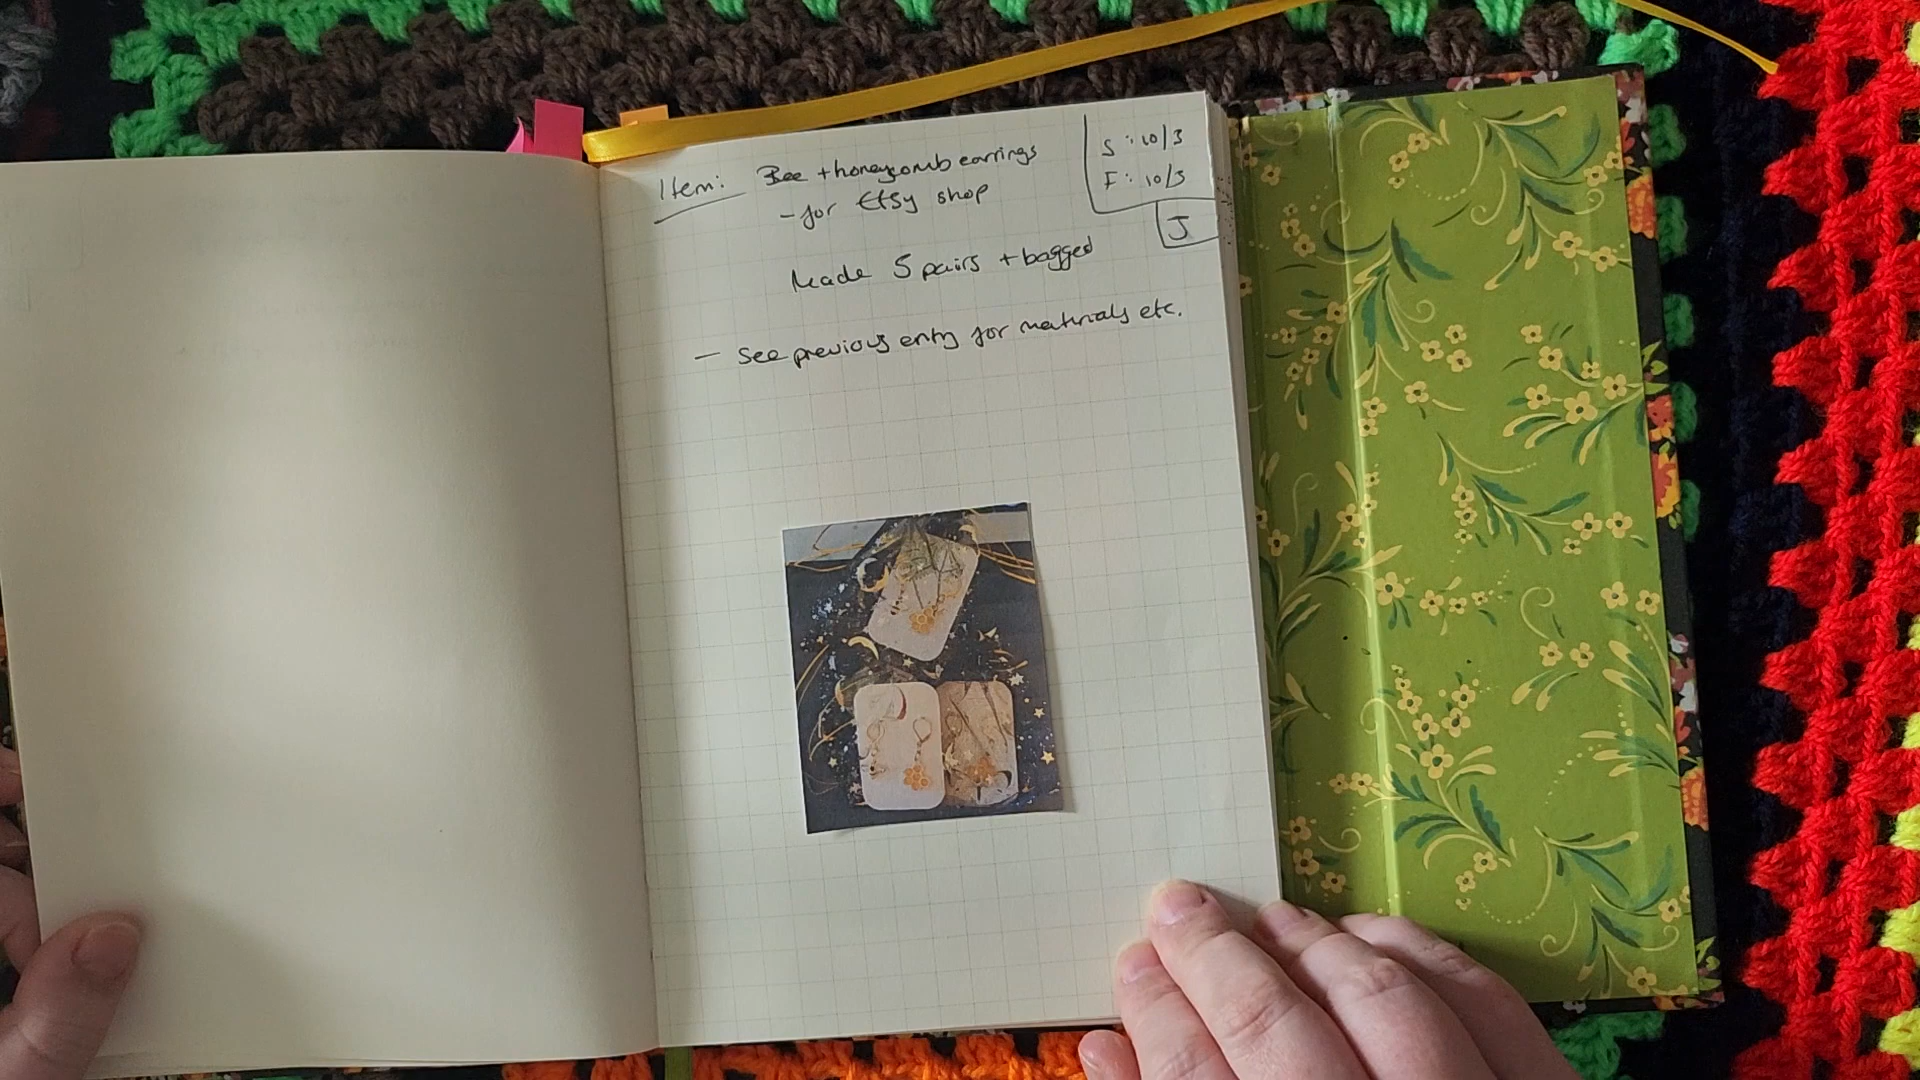 Item: Bee + honeycomb earrings
- for Etsy shop
S: 10/3
F: 10/3
J
Made 5 pairs + bagged
- See previous entry for materials etc.